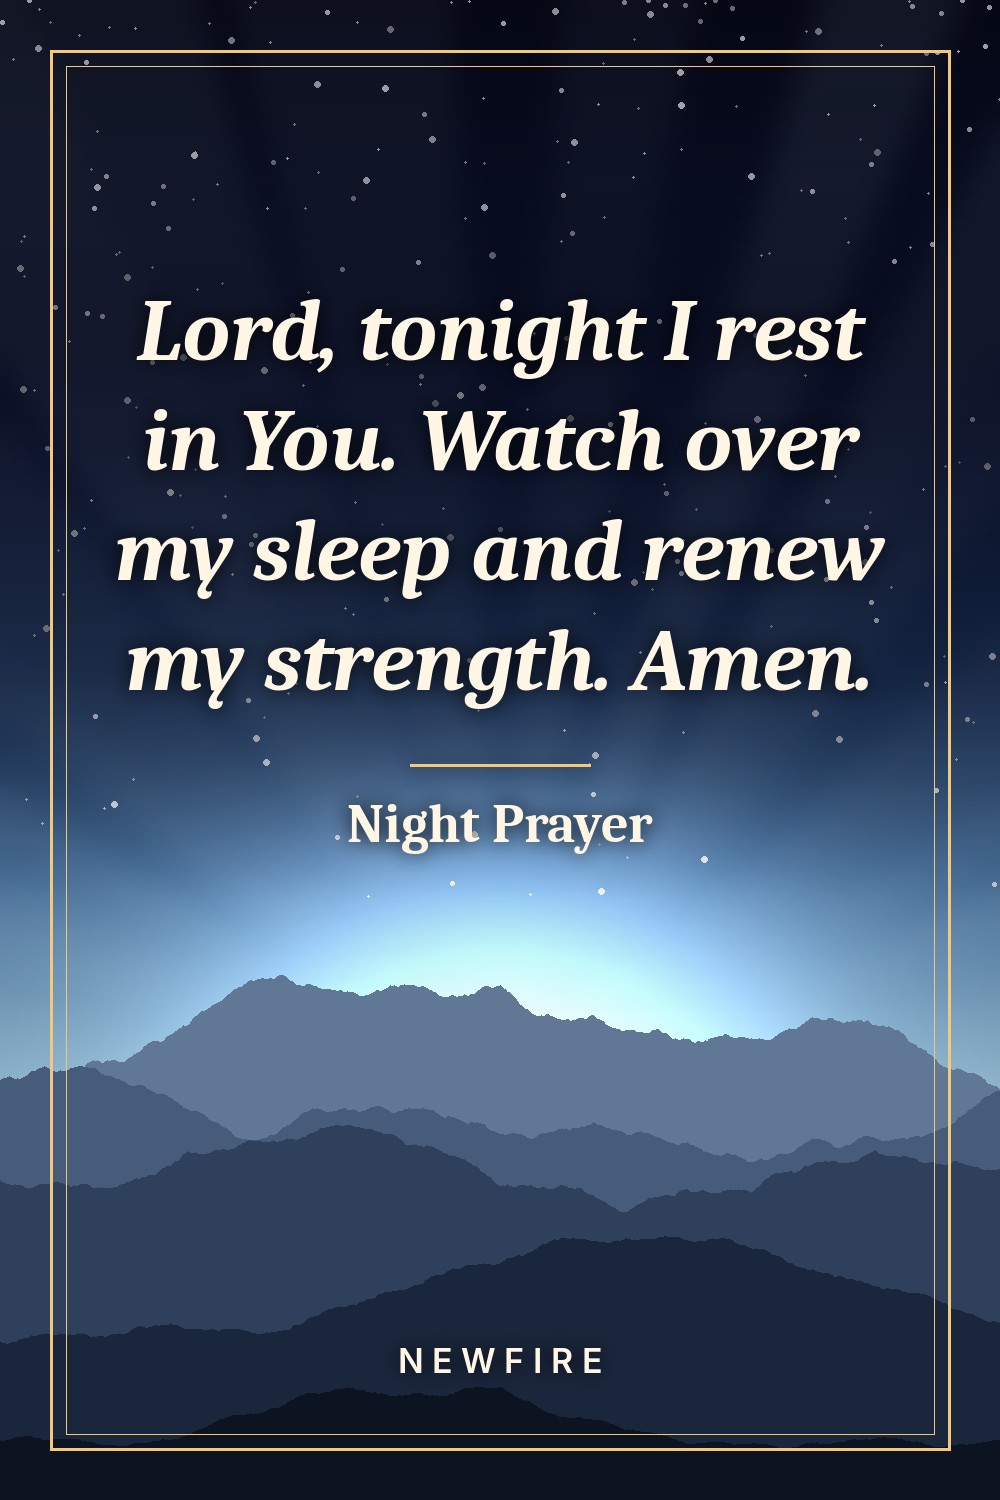 Lord, tonight I rest
in You. Watch over
my sleep and renew
my strength. Amen.
Night Prayer
NEWFIRE